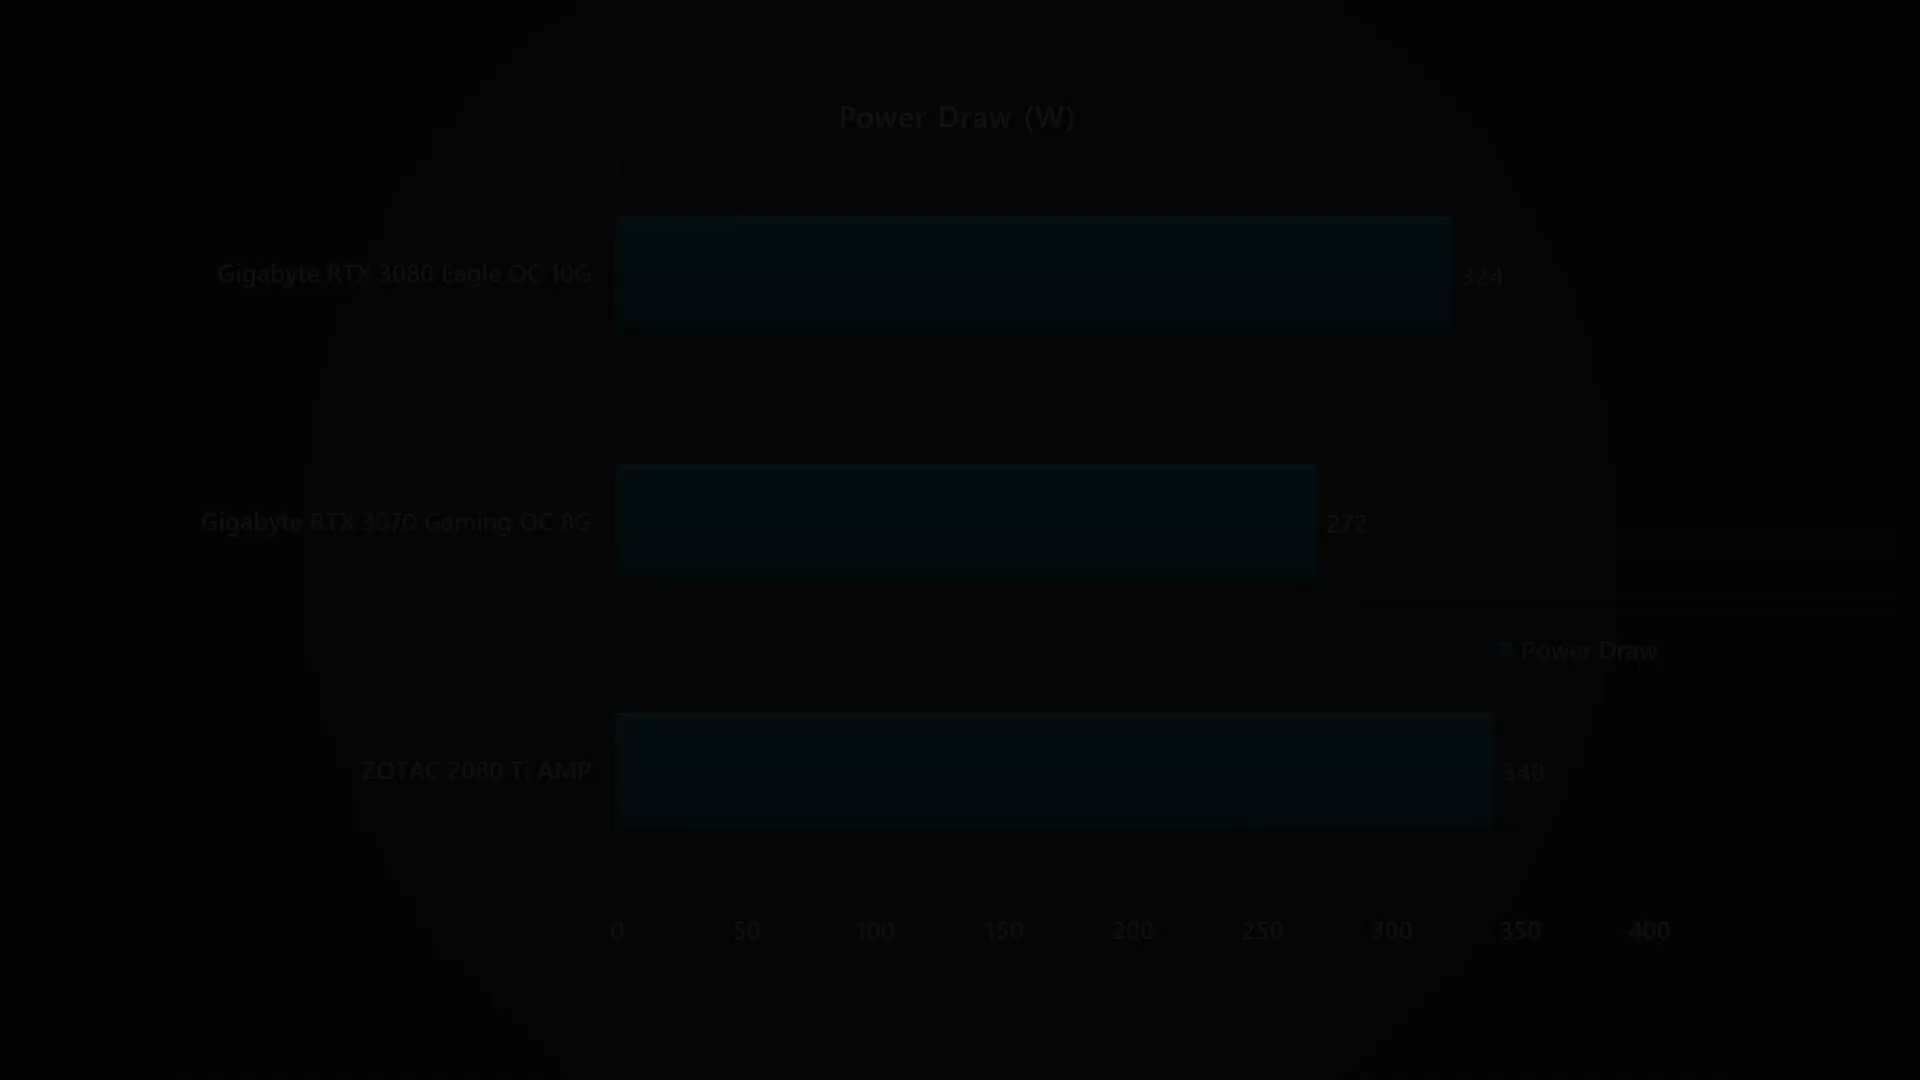 Power Draw (W)
Gigabyte RTX 3080 Eagle OC 10G
324
Gigabyte RTX 3070 Gaming OC 8G
272
Power Draw
ZOTAC 2080 Ti AMP
340
0 50 100 150 200 250 300 350 400